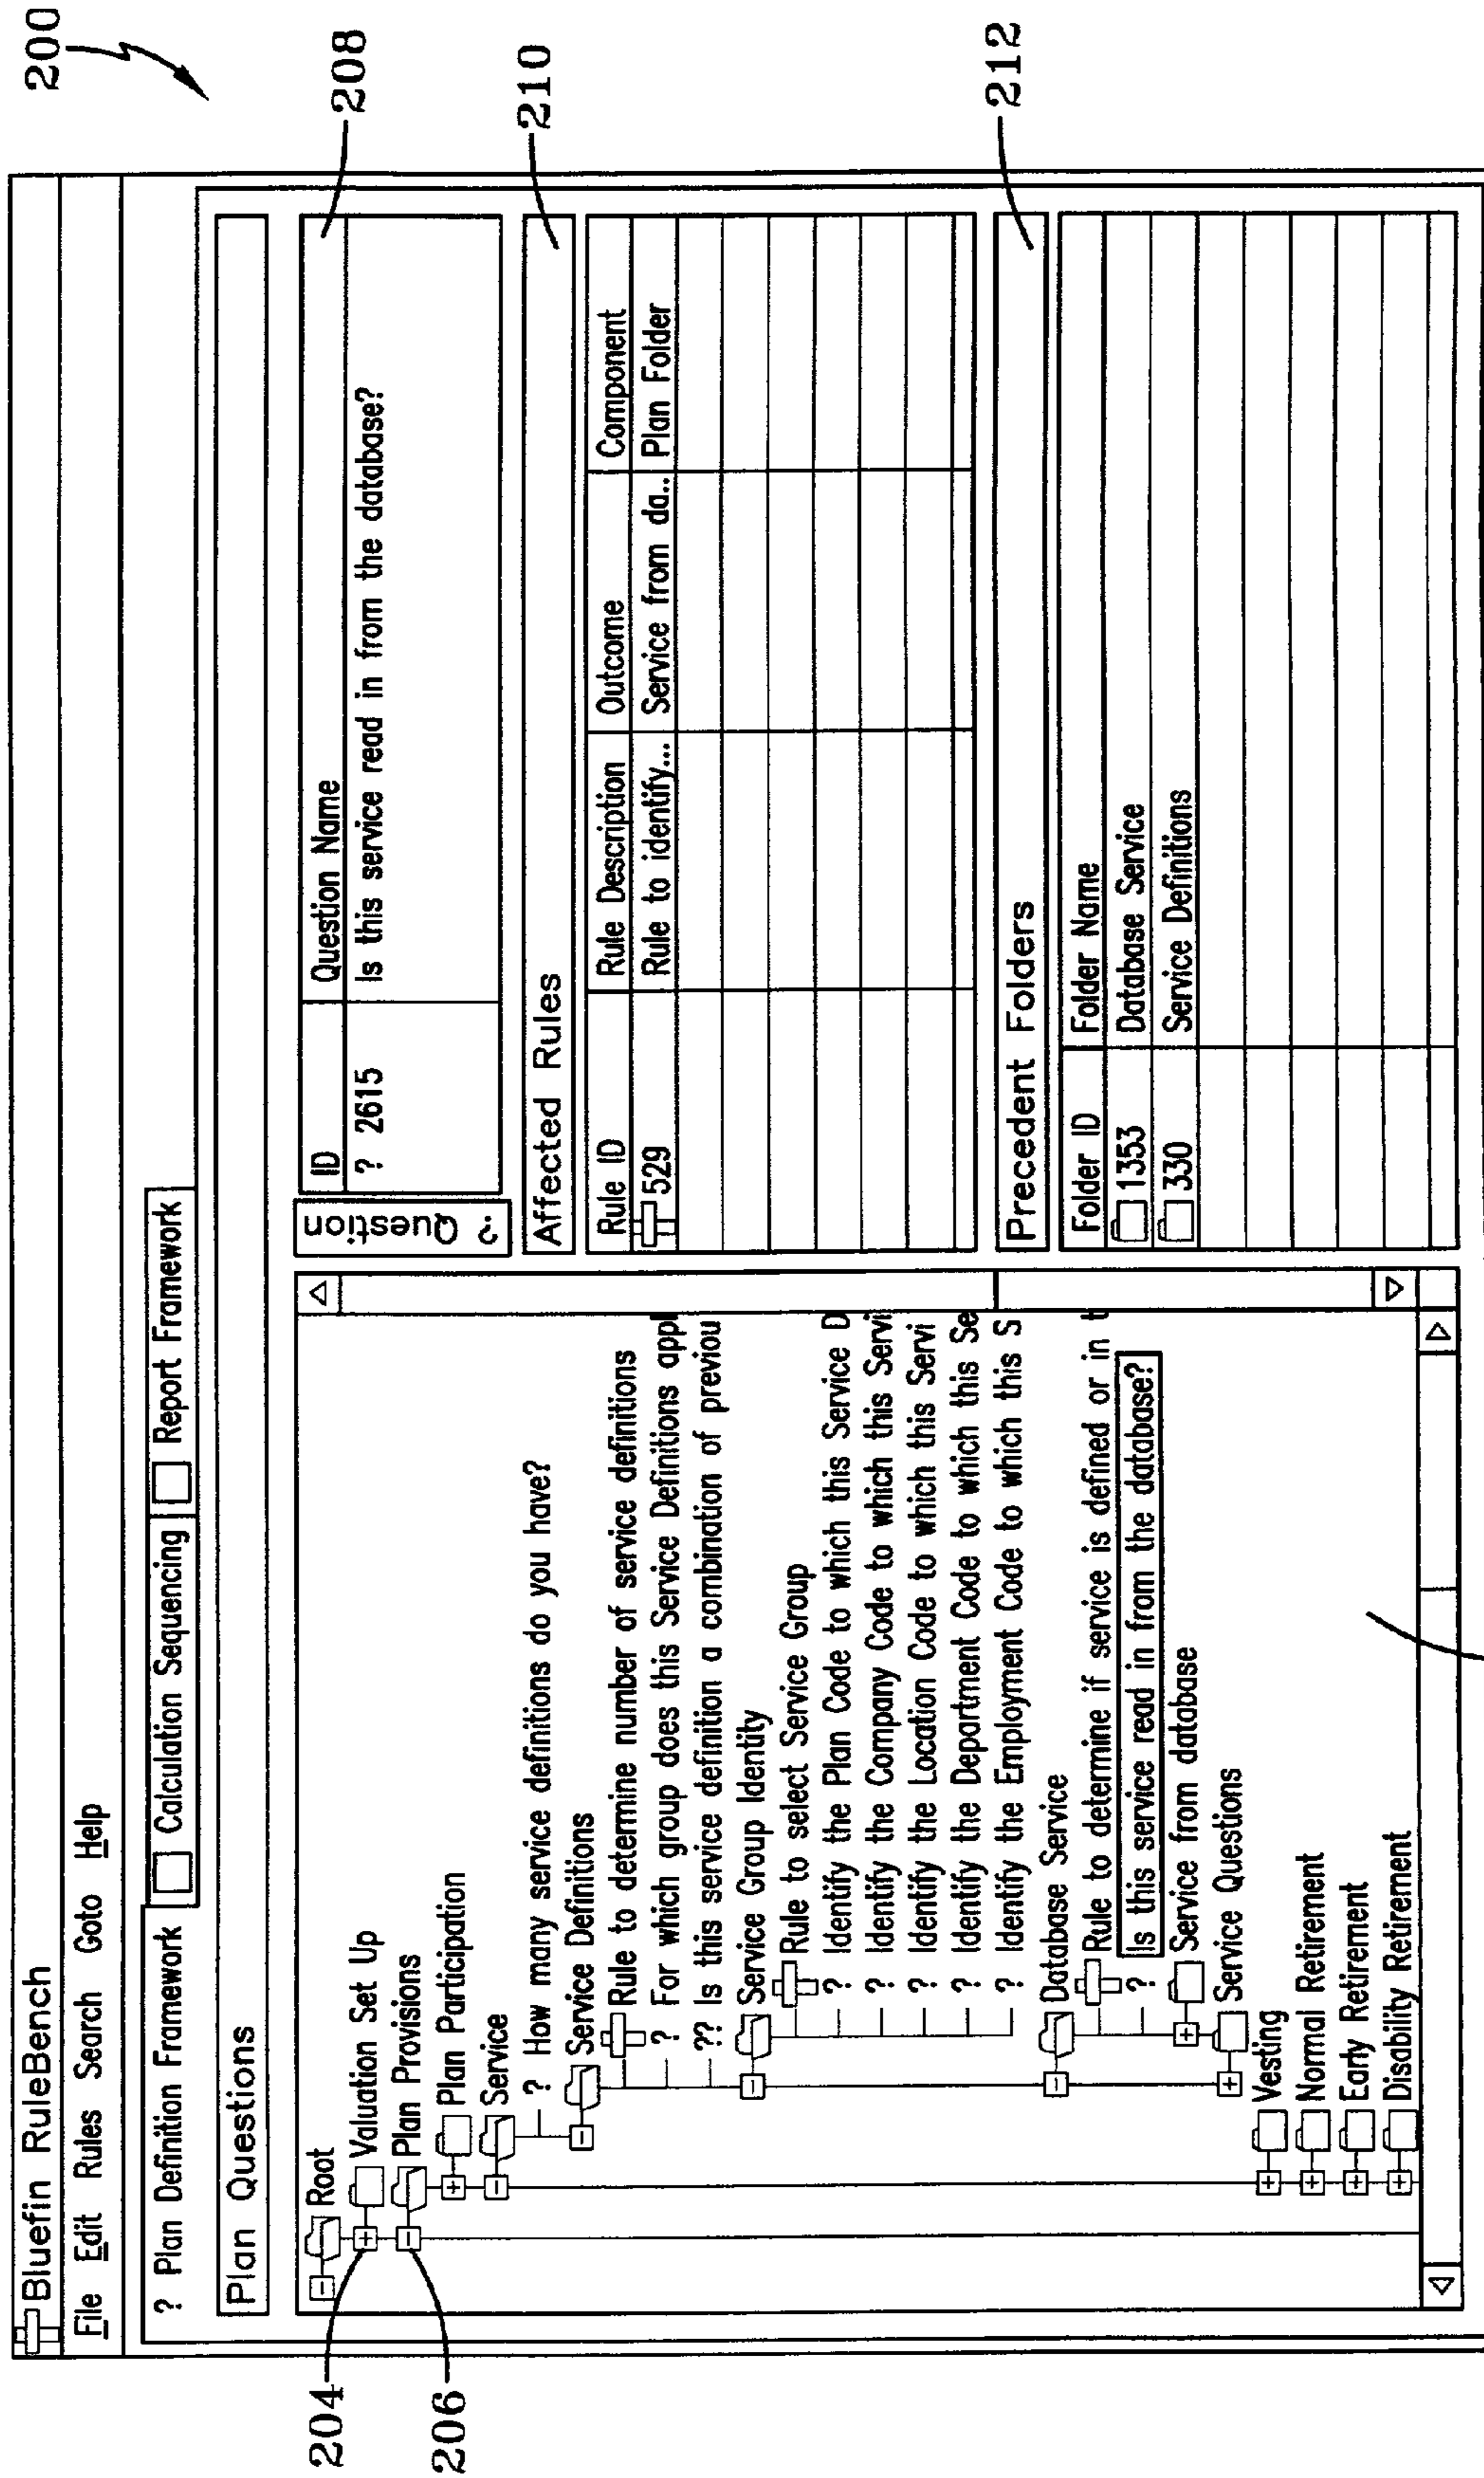 200
Bluefin RuleBench
File Edit Rules Search Goto Help
? Plan Definition Framework Calculation Sequencing Report Framework
Plan Questions
204
206
Root
Valuation Set Up
Plan Provisions
Plan Participation
Service
? How many service definitions do you have?
Service Definitions
Rule to determine number of service definitions
? For which group does this Service Definitions appl
?? Is this service definition a combination of previou
Service Group Identity
Rule to select Service Group
? Identify the Plan Code to which this Service D
? Identify the Company Code to which this Servi
? Identify the Location Code to which this Servi
? Identify the Department Code to which this Se
? Identify the Employment Code to which this S
Database Service
Rule to determine if service is defined or in t
? Is this service read in from the database?
Service from database
Service Questions
Vesting
Normal Retirement
Early Retirement
Disability Retirement
? Question
ID Question Name
? 2615 Is this service read in from the database?
208
Affected Rules
210
Rule ID Rule Description Outcome Component
529 Rule to identify... Service from da.. Plan Folder
Precedent Folders
212
Folder ID Folder Name
1353 Database Service
330 Service Definitions